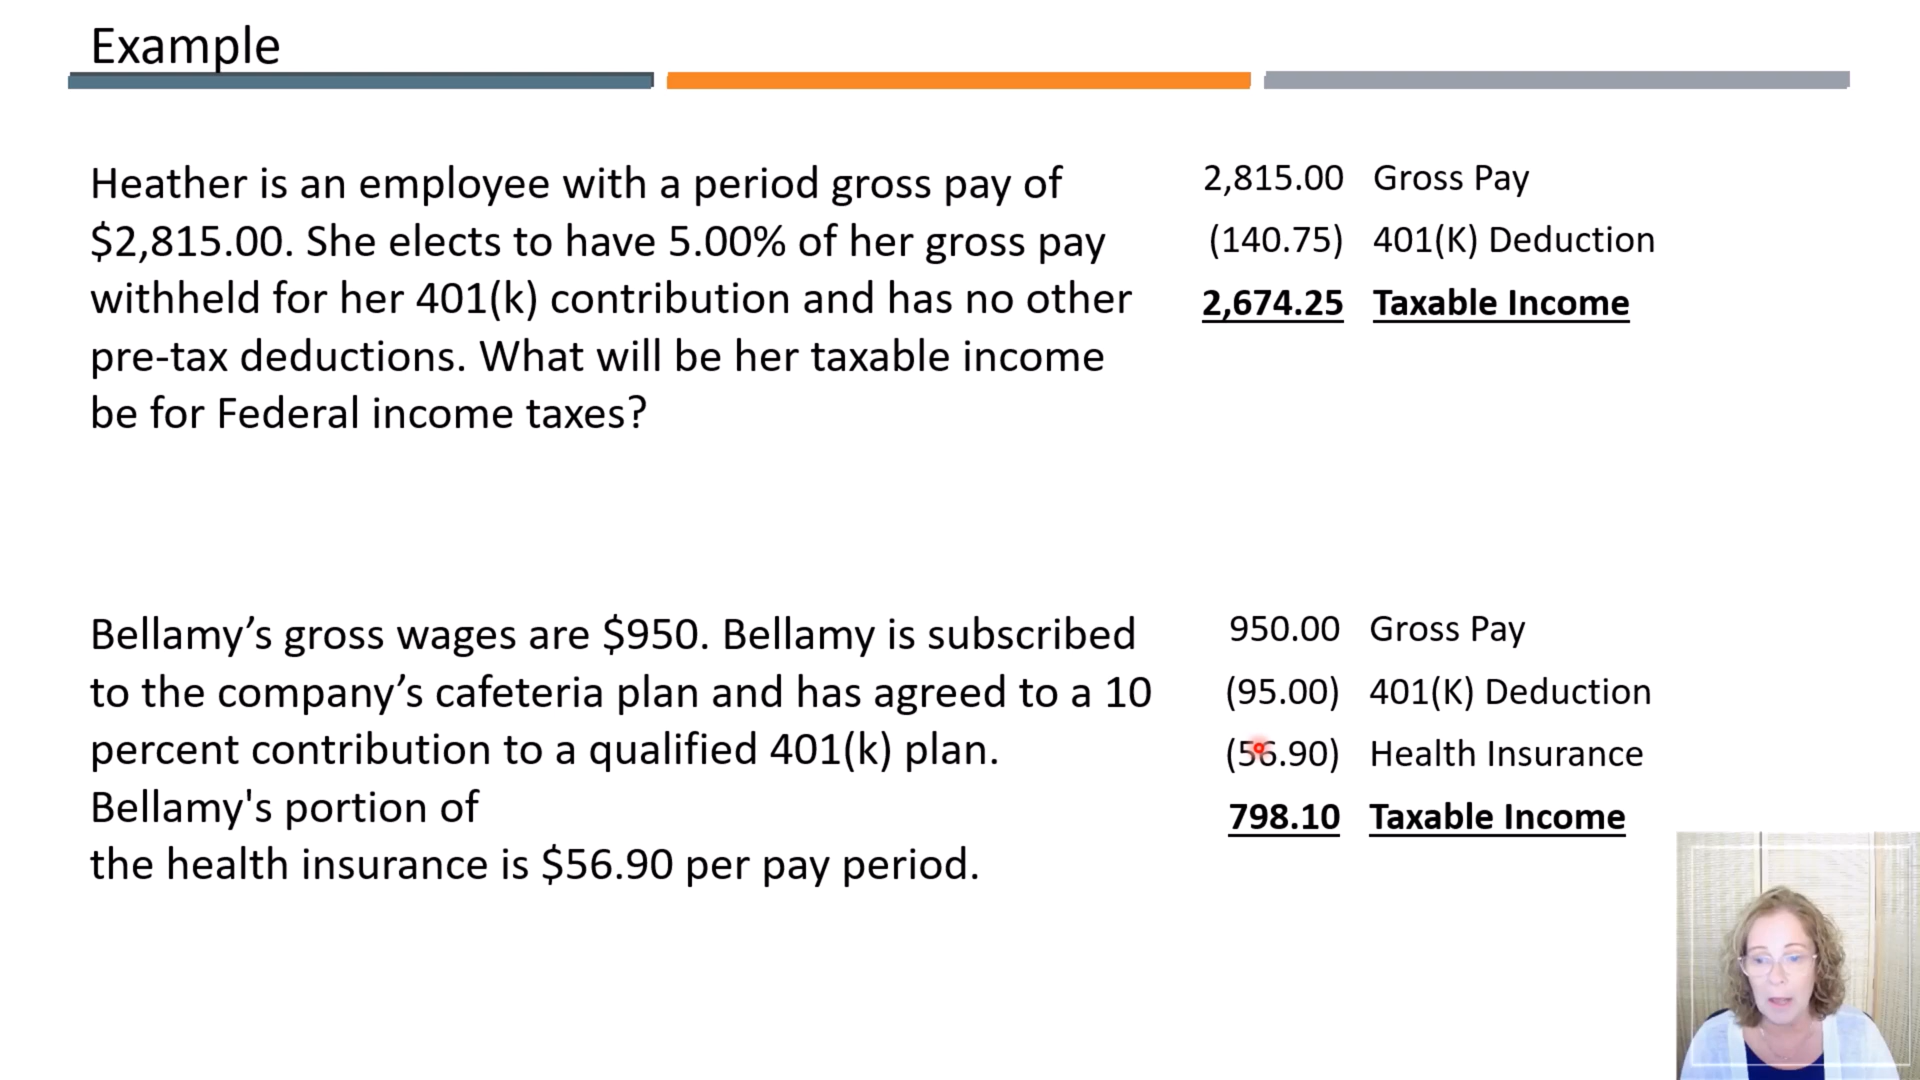 Example
Heather is an employee with a period gross pay of
$2,815.00. She elects to have 5.00% of her gross pay
withheld for her 401(k) contribution and has no other
pre-tax deductions. What will be her taxable income
be for Federal income taxes?
2,815.00 Gross Pay
(140.75) 401(K) Deduction
2,674.25 Taxable Income
Bellamy’s gross wages are $950. Bellamy is subscribed
to the company’s cafeteria plan and has agreed to a 10
percent contribution to a qualified 401(k) plan.
Bellamy's portion of
the health insurance is $56.90 per pay period.
950.00 Gross Pay
(95.00) 401(K) Deduction
(56.90) Health Insurance
798.10 Taxable Income